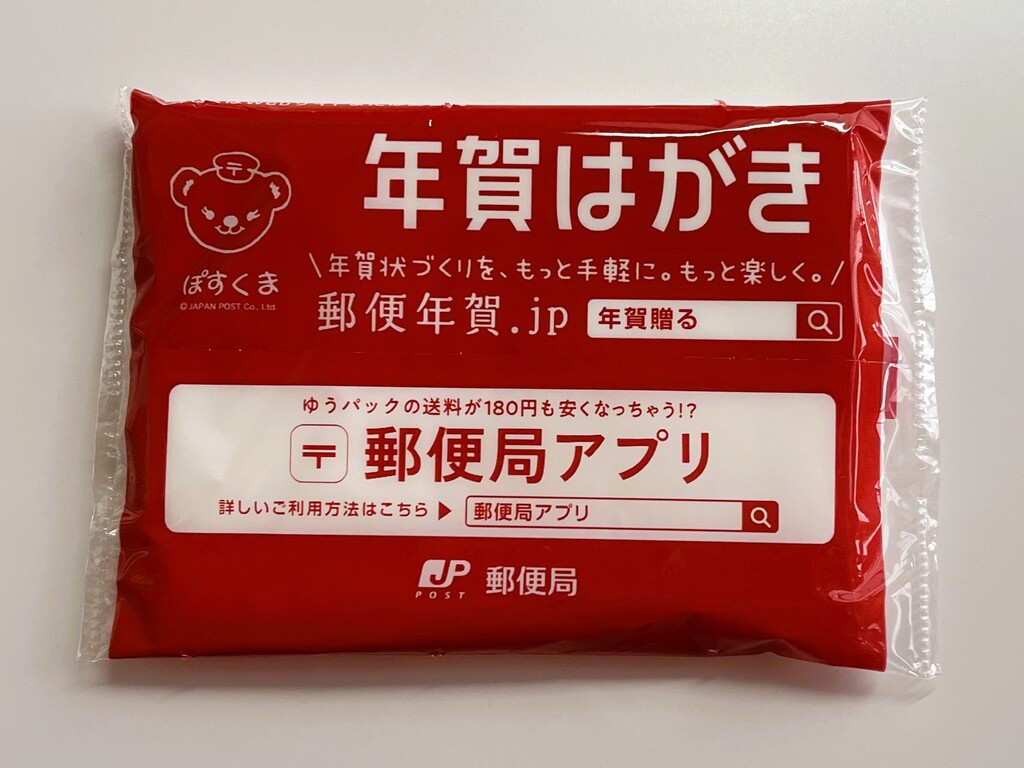 年賀はがき
ぽすくま
©JAPAN POST Co., Ltd.
\年賀状づくりを、もっと手軽に。もっと楽しく。/
郵便年賀.jp 年賀贈る
ゆうパックの送料が180円も安くなっちゃう!?
〒 郵便局アプリ
詳しいご利用方法はこちら▶ 郵便局アプリ
JP POST 郵便局